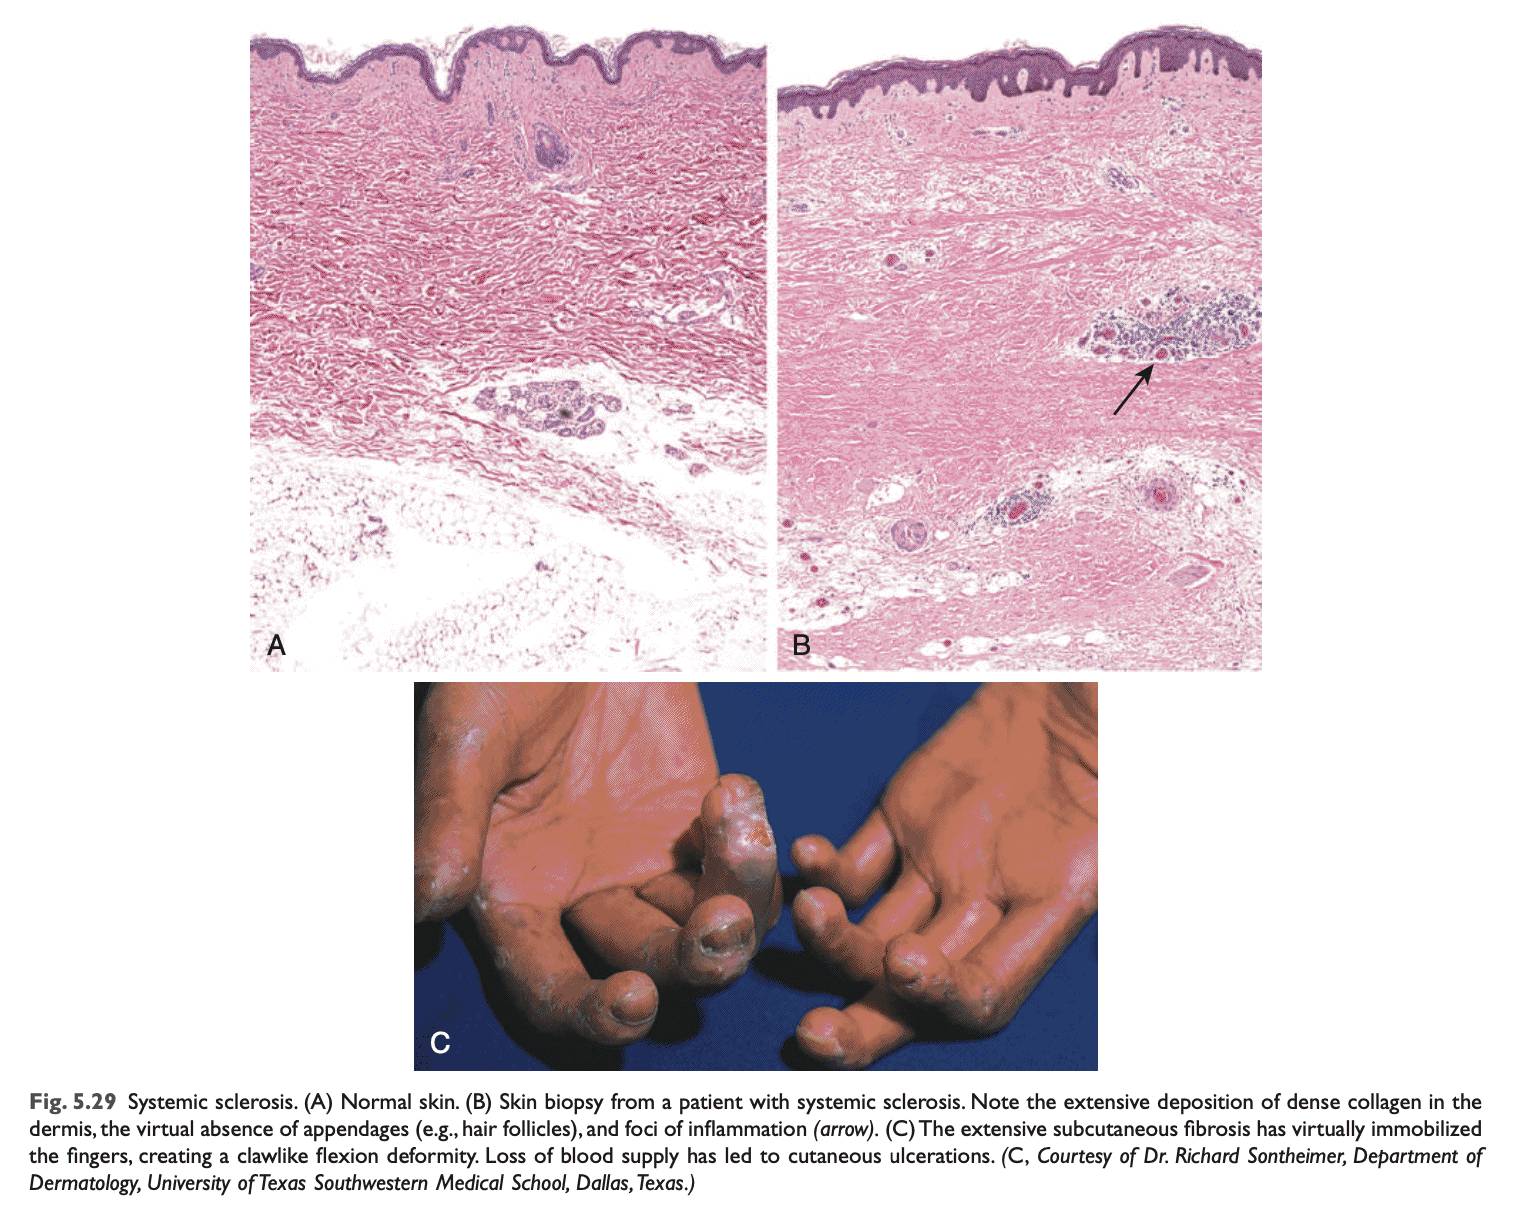 A
B
C
Fig. 5.29 Systemic sclerosis. (A) Normal skin. (B) Skin biopsy from a patient with systemic sclerosis. Note the extensive deposition of dense collagen in the
dermis, the virtual absence of appendages (e.g., hair follicles), and foci of inflammation (arrow). (C) The extensive subcutaneous fibrosis has virtually immobilized
the fingers, creating a clawlike flexion deformity. Loss of blood supply has led to cutaneous ulcerations. (C, Courtesy of Dr. Richard Sontheimer, Department of
Dermatology, University of Texas Southwestern Medical School, Dallas, Texas.)